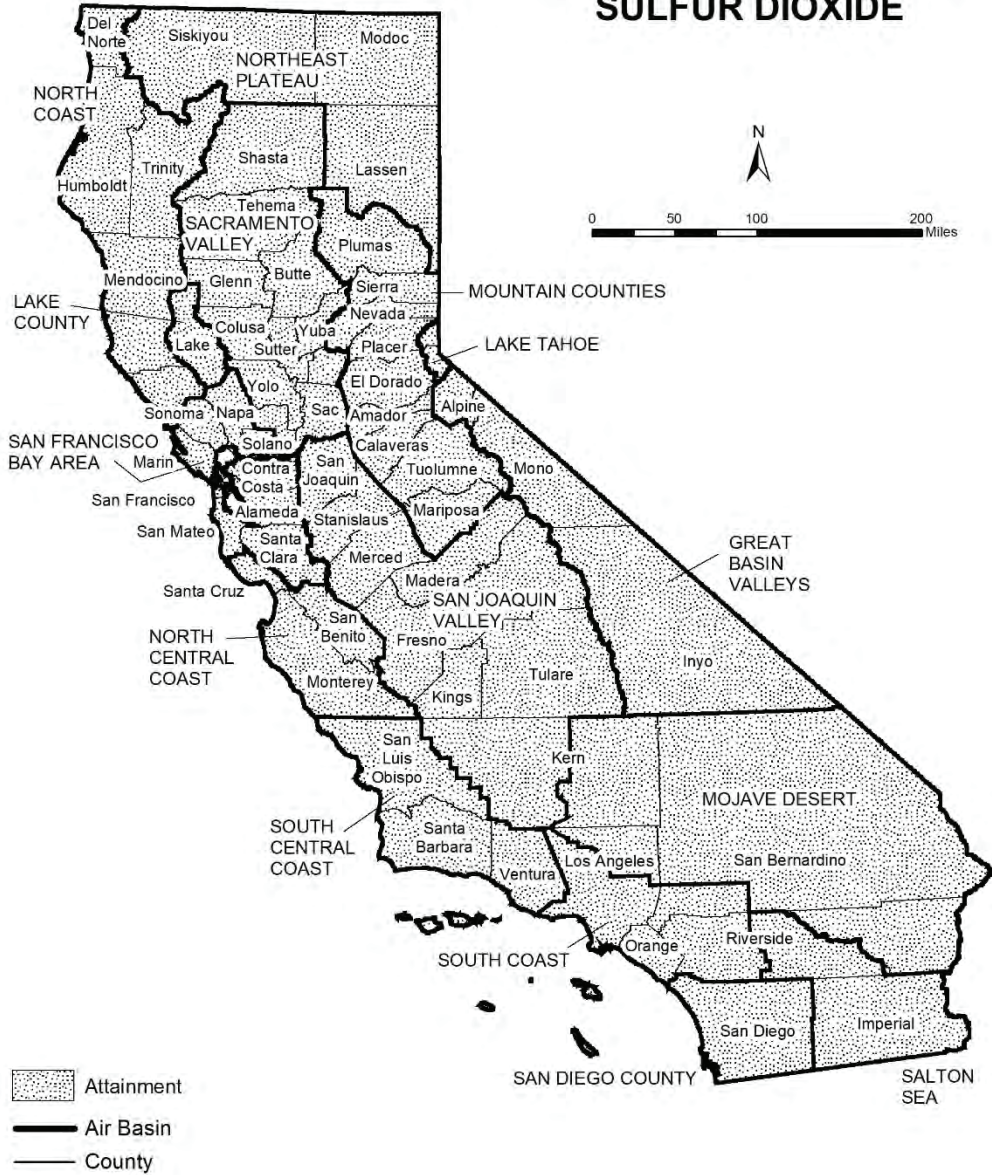 SULFUR DIOXIDE
Del
Norte
Siskiyou
Modoc
NORTHEAST
PLATEAU
NORTH
COAST
Trinity
Shasta
Lassen
Humboldt
Tehema
SACRAMENTO
VALLEY
Plumas
Mendocino
Glenn
Butte
Sierra
MOUNTAIN COUNTIES
Nevada
LAKE
COUNTY
Colusa
Yuba
Lake
Sutter
Placer
LAKE TAHOE
Yolo
El Dorado
Sonoma
Napa
Sac
Amador
Alpine
SAN FRANCISCO
BAY AREA
Solano
Calaveras
Marin
Contra
Costa
San
Joaquin
Tuolumne
Mono
San Francisco
Alameda
Stanislaus
Mariposa
San Mateo
Santa
Clara
Merced
GREAT
BASIN
VALLEYS
Santa Cruz
Madera
SAN JOAQUIN
VALLEY
San
Benito
NORTH
CENTRAL
COAST
Fresno
Monterey
Kings
Tulare
Inyo
San
Luis
Obispo
Kern
MOJAVE DESERT
SOUTH
CENTRAL
COAST
Santa
Barbara
Ventura
Los Angeles
San Bernardino
SOUTH COAST
Orange
Riverside
San Diego
Imperial
SAN DIEGO COUNTY
SALTON
SEA
N
0 50 100 200
Miles
Attainment
Air Basin
County